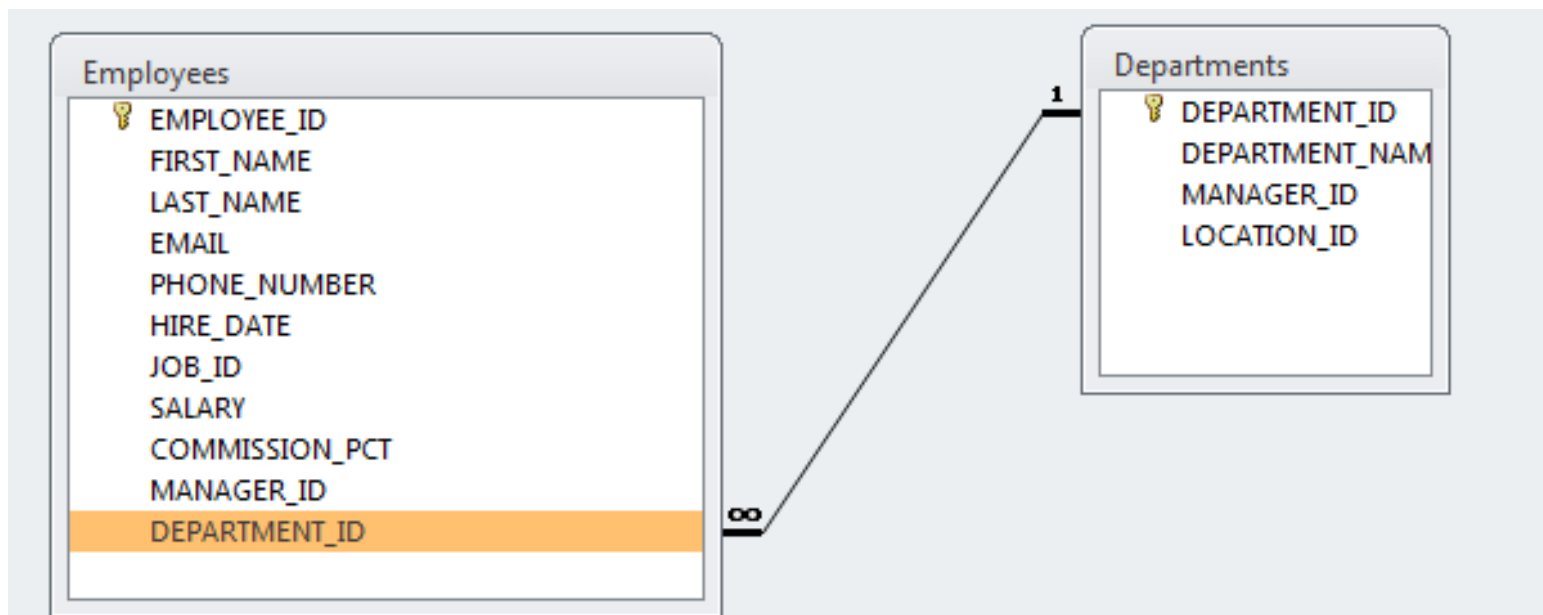 Employees
EMPLOYEE_ID
FIRST_NAME
LAST_NAME
EMAIL
PHONE_NUMBER
HIRE_DATE
JOB_ID
SALARY
COMMISSION_PCT
MANAGER_ID
DEPARTMENT_ID
∞
1
Departments
DEPARTMENT_ID
DEPARTMENT_NAM
MANAGER_ID
LOCATION_ID